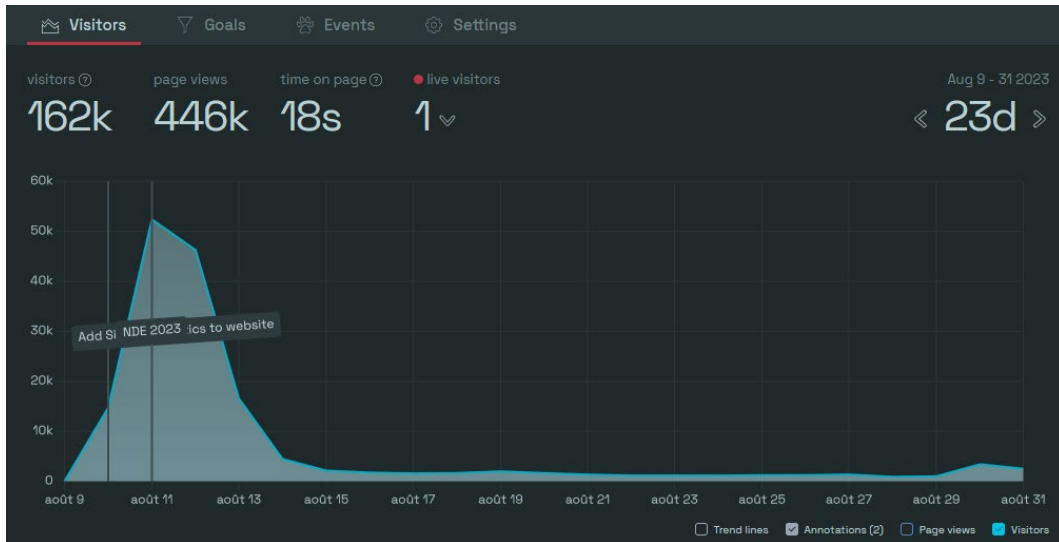 Visitors Goals Events Settings
visitors page views time on page live visitors Aug 9 - 31 2023
162k 446k 18s 1 23d
60k
50k
40k
30k
Add Si NDE 2023 ics to website
20k
10k
0
août 9 août 11 août 13 août 15 août 17 août 19 août 21 août 23 août 25 août 27 août 29 août 31
Trend lines Annotations (2) Page views Visitors